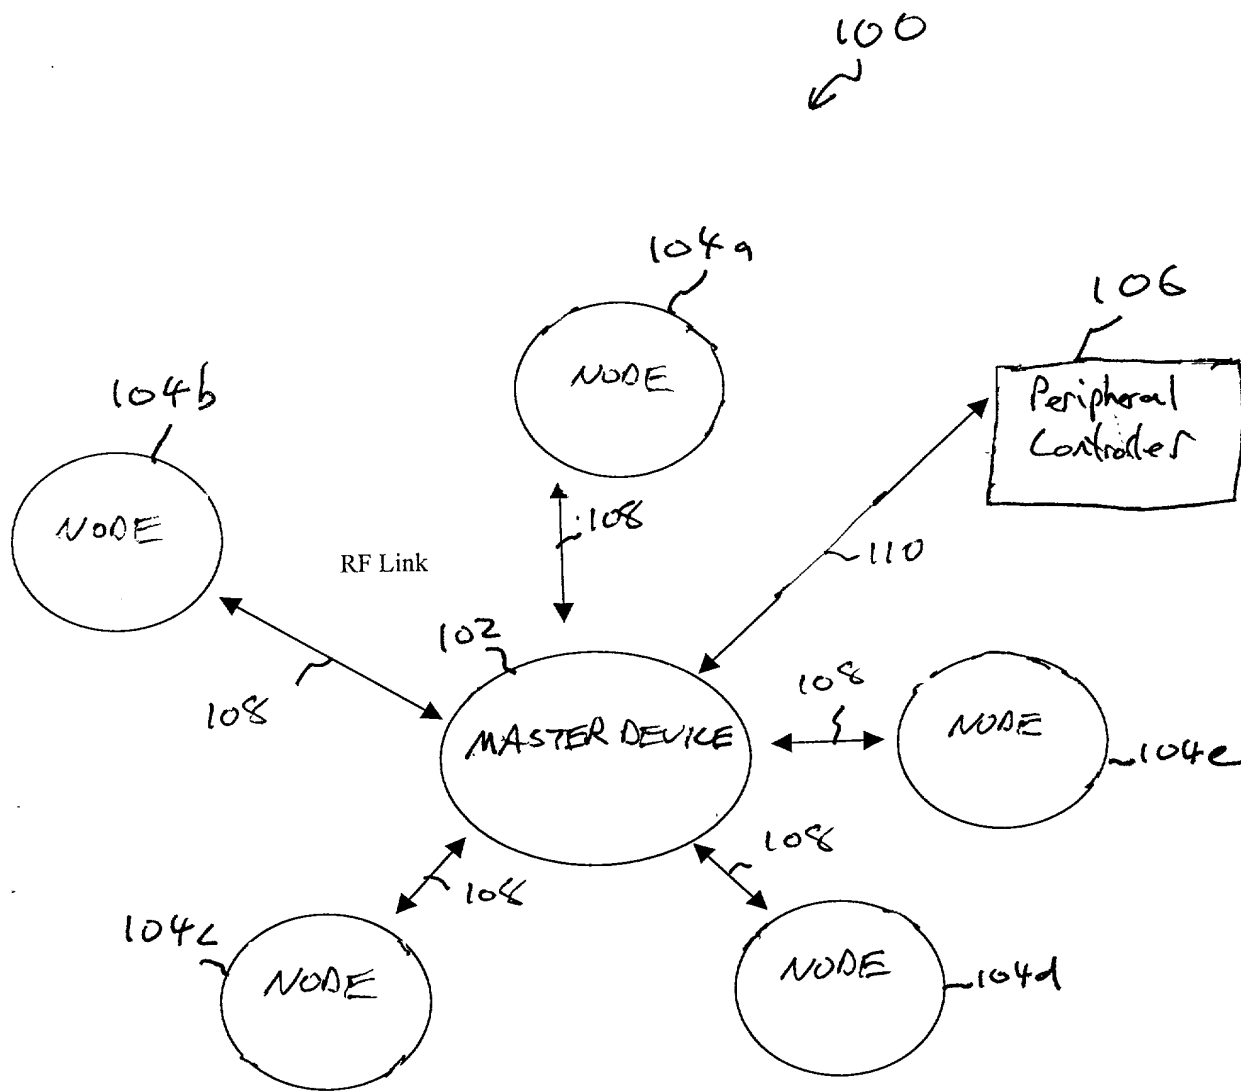 100
104a
106
NODE
Peripheral
Controller
104b
NODE
108
110
RF Link
102
108
108
NODE
MASTER DEVICE
104e
108
108
104c
NODE
NODE
104d